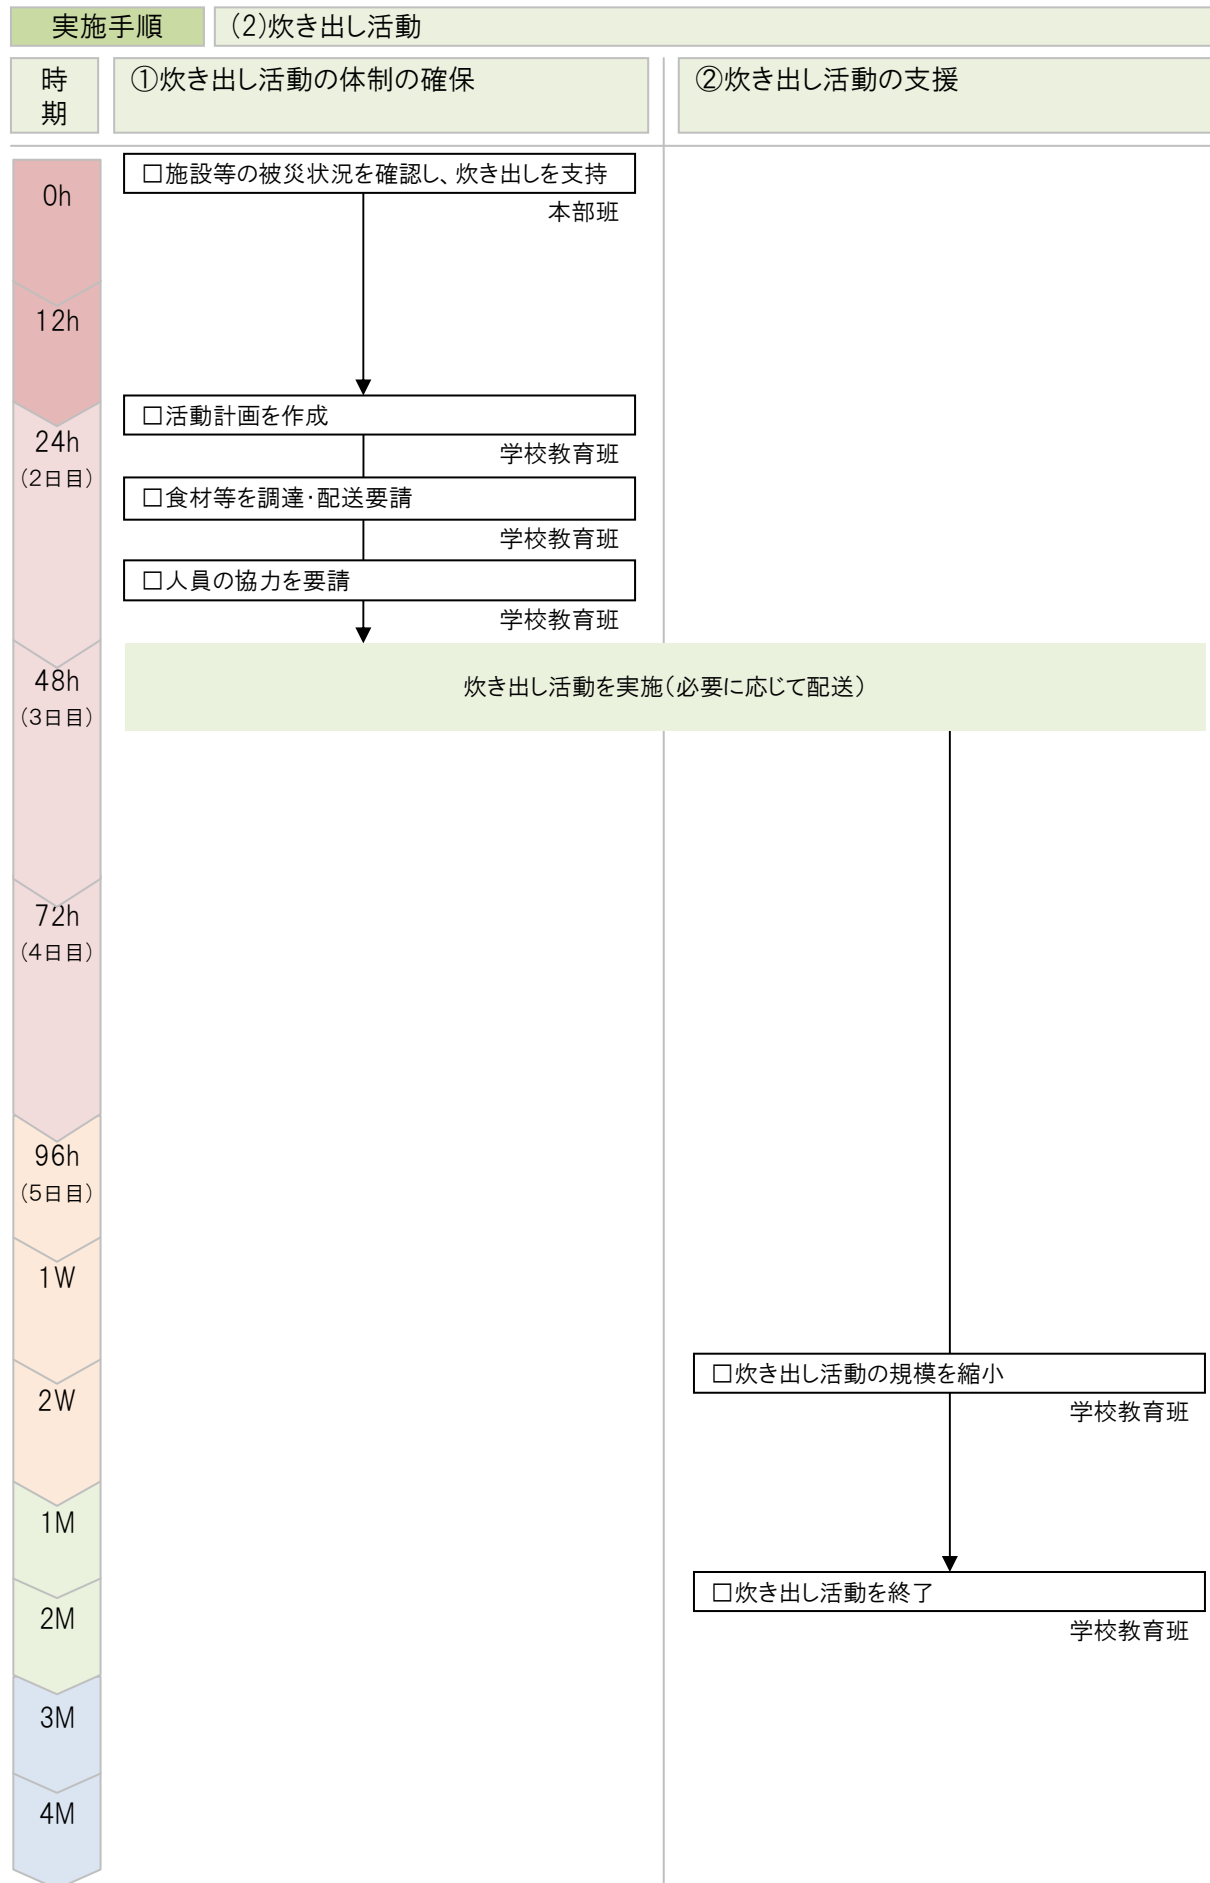 実施手順
(2)炊き出し活動
時
期
①炊き出し活動の体制の確保
②炊き出し活動の支援
0h
□施設等の被災状況を確認し、炊き出しを支持
本部班
12h
□活動計画を作成
学校教育班
24h
(2日目)
□食材等を調達・配送要請
学校教育班
□人員の協力を要請
学校教育班
48h
(3日目)
炊き出し活動を実施(必要に応じて配送)
72h
(4日目)
96h
(5日目)
1W
2W
□炊き出し活動の規模を縮小
学校教育班
1M
□炊き出し活動を終了
学校教育班
2M
3M
4M